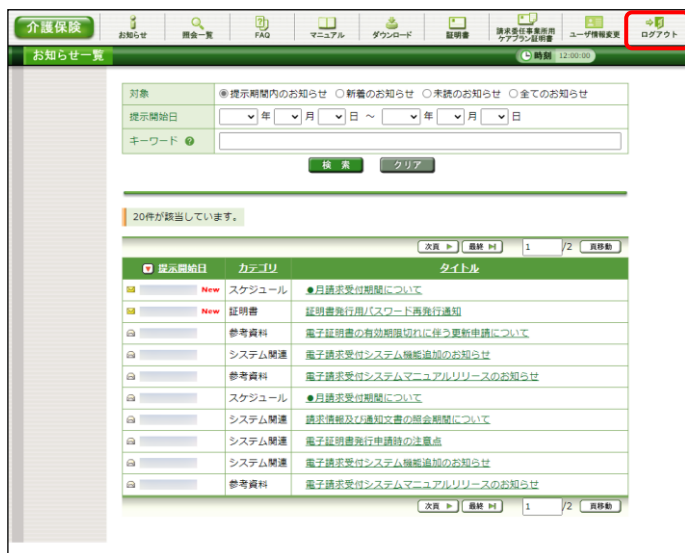 介護保険
お知らせ 照会一覧 FAQ マニュアル ダウンロード 証明書 請求委任事業所用 ケアプラン証明書 ユーザ情報変更 ログアウト
お知らせ一覧 時刻 12:00:00
対象 提示期間内のお知らせ 新着のお知らせ 未読のお知らせ 全てのお知らせ
提示開始日 年 月 日 ～ 年 月 日
キーワード ?
検 索 クリア
20件が該当しています。
次頁 最終 1 /2 頁移動
提示開始日 カテゴリ タイトル
New スケジュール ●月請求受付期間について
New 証明書 証明書発行用パスワード再発行通知
参考資料 電子証明書の有効期限切れに伴う更新申請について
システム関連 電子請求受付システム機能追加のお知らせ
参考資料 電子請求受付システムマニュアルリリースのお知らせ
スケジュール ●月請求受付期間について
システム関連 請求情報及び通知文書の照会期間について
システム関連 電子証明書発行申請時の注意点
システム関連 電子請求受付システム機能追加のお知らせ
参考資料 電子請求受付システムマニュアルリリースのお知らせ
次頁 最終 1 /2 頁移動